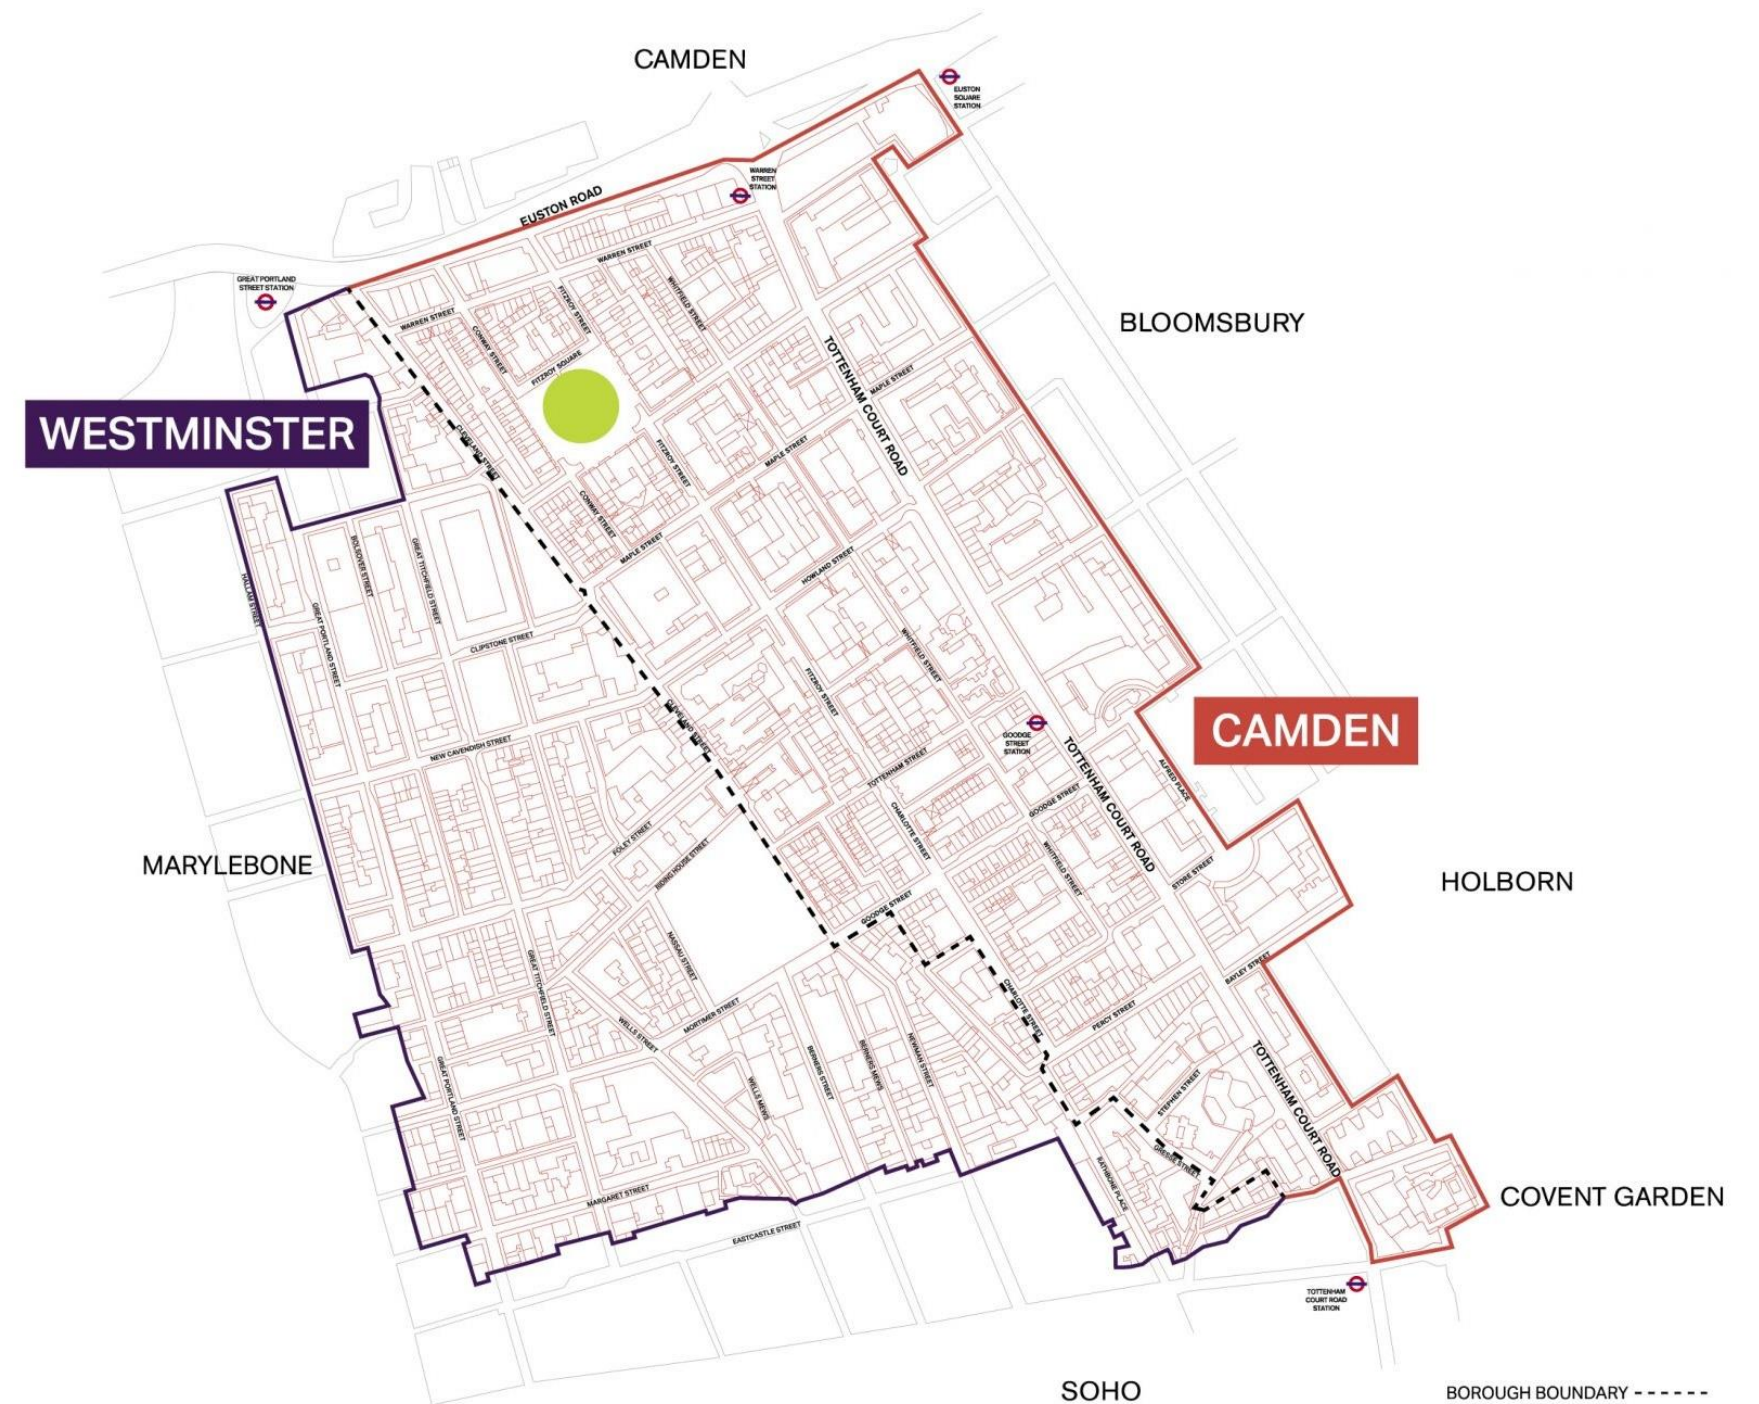 CAMDEN
EUSTON
SQUARE
STATION
WARREN
STREET
STATION
EUSTON ROAD
WARREN STREET
GREAT PORTLAND
STREET STATION
WHITFIELD STREET
FITZROY STREET
WARREN STREET
CONWAY STREET
FITZROY SQUARE
BLOOMSBURY
TOTTENHAM COURT ROAD
MAPLE STREET
WESTMINSTER
CLEVELAND STREET
FITZROY STREET
MAPLE STREET
CONWAY STREET
MAPLE STREET
HOWLAND STREET
BOLSOVER STREET
GREAT TITCHFIELD STREET
HALLAM STREET
GREAT PORTLAND STREET
CLIPSTONE STREET
WHITFIELD STREET
FITZROY STREET
CLEVELAND STREET
GOODGE
STREET
STATION
CAMDEN
NEW CAVENDISH STREET
TOTTENHAM STREET
TOTTENHAM COURT ROAD
ALFRED PLACE
GOODGE STREET
CHARLOTTE STREET
FOLEY STREET
RIDING HOUSE STREET
WHITFIELD STREET
STORE STREET
MARYLEBONE
HOLBORN
GOODGE STREET
NASSAU STREET
GREAT TITCHFIELD STREET
BAYLEY STREET
CHARLOTTE STREET
PERCY STREET
MORTIMER STREET
WELLS STREET
BERNERS STREET
BERNERS MEWS
NEWMAN STREET
GREAT PORTLAND STREET
WELLS MEWS
STEPHEN STREET
TOTTENHAM COURT ROAD
GRESSE STREET
RATHBONE PLACE
MARGARET STREET
COVENT GARDEN
EASTCASTLE STREET
TOTTENHAM
COURT ROAD
STATION
SOHO
BOROUGH BOUNDARY